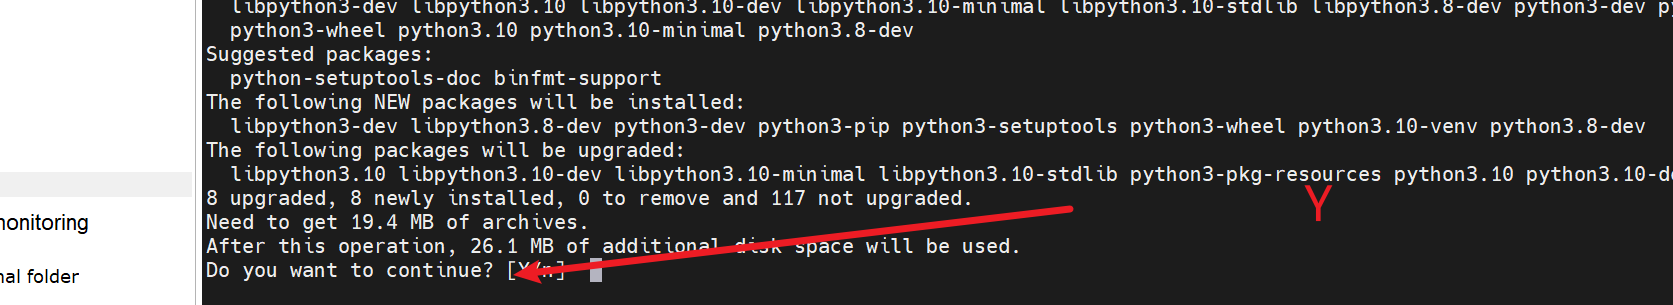 libpython3-dev libpython3.10 libpython3.10-dev libpython3.10-minimal libpython3.10-stdlib libpython3.8-dev python3-dev
python3-wheel python3.10 python3.10-minimal python3.8-dev
Suggested packages:
python-setuptools-doc binfmt-support
The following NEW packages will be installed:
libpython3-dev libpython3.8-dev python3-dev python3-pip python3-setuptools python3-wheel python3.10-venv python3.8-dev
The following packages will be upgraded:
libpython3.10 libpython3.10-dev libpython3.10-minimal libpython3.10-stdlib python3-pkg-resources python3.10
8 upgraded, 8 newly installed, 0 to remove and 117 not upgraded.
Y
Need to get 19.4 MB of archives.
After this operation, 26.1 MB of additional disk space will be used.
Do you want to continue? [Y/n]
onitoring
nal folder